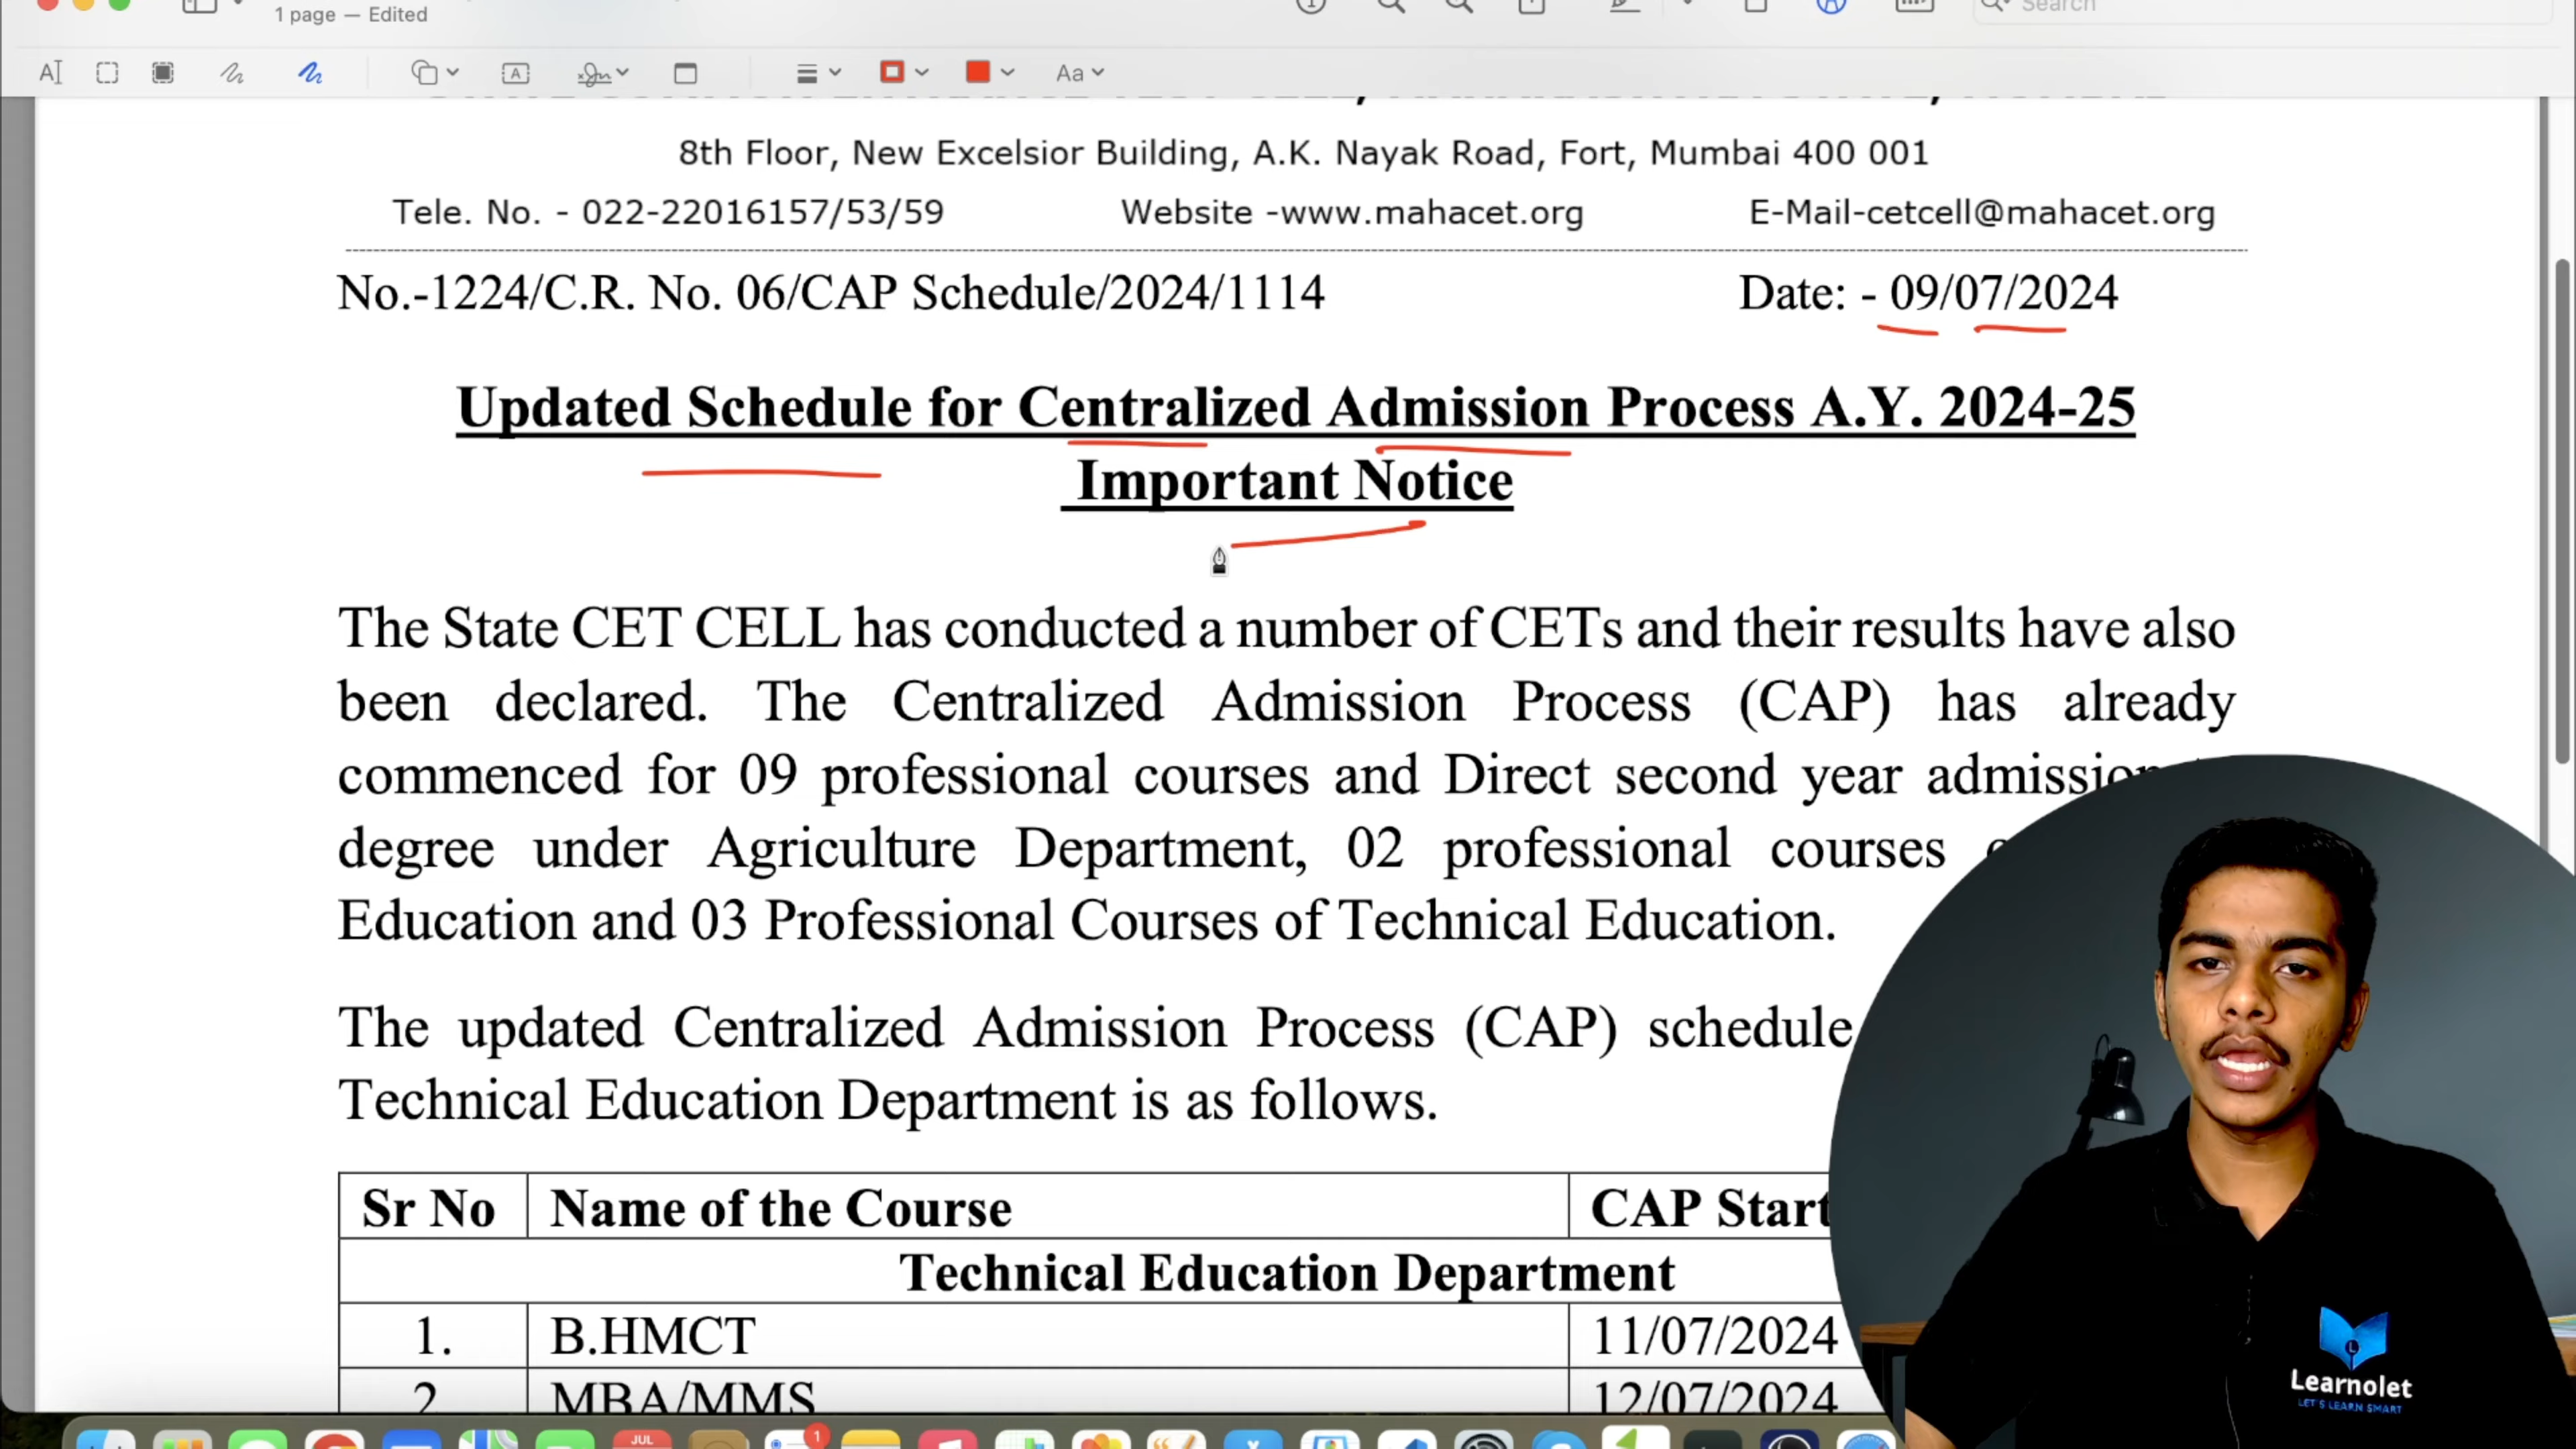 1 page — Edited
Search
Aa
8th Floor, New Excelsior Building, A.K. Nayak Road, Fort, Mumbai 400 001
Tele. No. - 022-22016157/53/59 Website -www.mahacet.org E-Mail-cetcell@mahacet.org
No.-1224/C.R. No. 06/CAP Schedule/2024/1114 Date: - 09/07/2024
Updated Schedule for Centralized Admission Process A.Y. 2024-25
Important Notice
The State CET CELL has conducted a number of CETs and their results have also
been declared. The Centralized Admission Process (CAP) has already
commenced for 09 professional courses and Direct second year admission
degree under Agriculture Department, 02 professional courses
Education and 03 Professional Courses of Technical Education.
The updated Centralized Admission Process (CAP) schedule
Technical Education Department is as follows.
Sr No Name of the Course CAP Start
Technical Education Department
1. B.HMCT 11/07/2024
2. MBA/MMS 12/07/2024
Learnolet
LET'S LEARN SMART
JUL
1